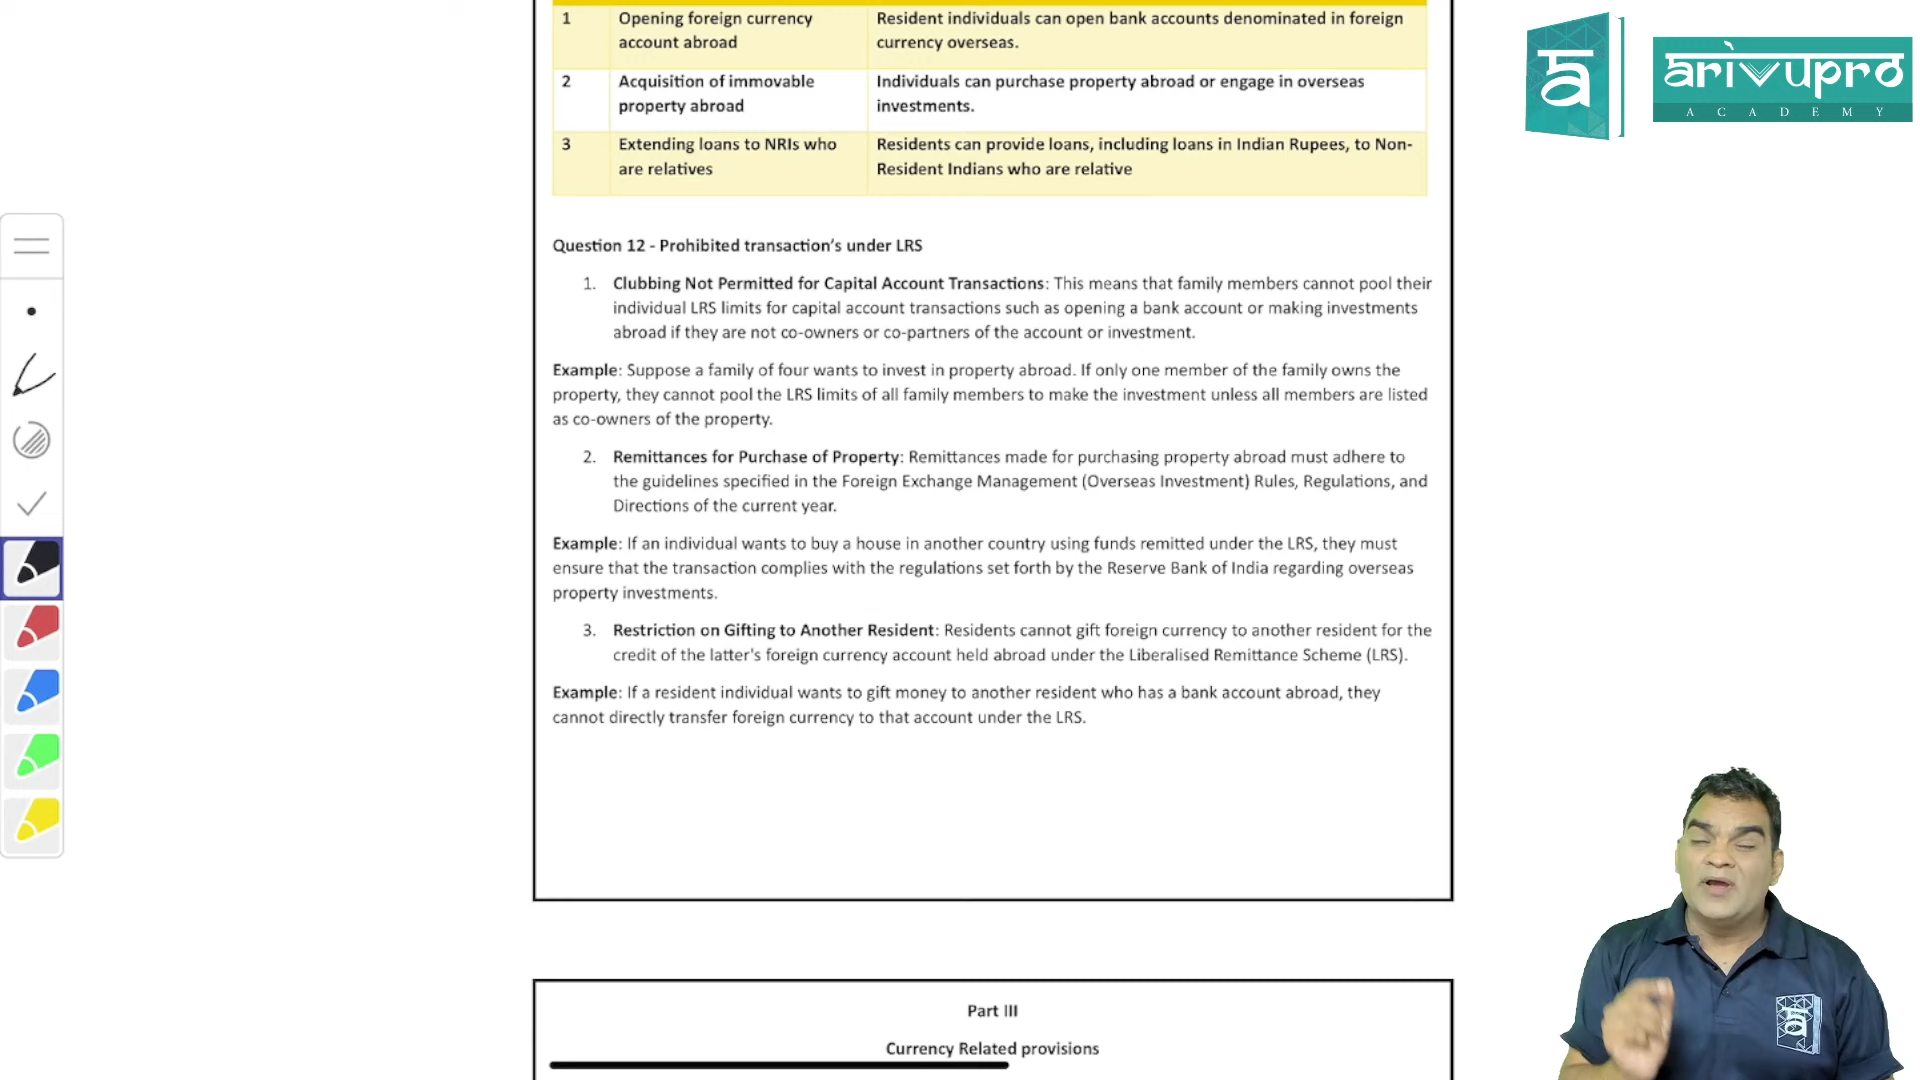 1 Opening foreign currency account abroad Resident individuals can open bank accounts denominated in foreign currency overseas.
2 Acquisition of immovable property abroad Individuals can purchase property abroad or engage in overseas investments.
3 Extending loans to NRIs who are relatives Residents can provide loans, including loans in Indian Rupees, to Non-Resident Indians who are relative
Question 12 - Prohibited transaction's under LRS
1. Clubbing Not Permitted for Capital Account Transactions: This means that family members cannot pool their
individual LRS limits for capital account transactions such as opening a bank account or making investments
abroad if they are not co-owners or co-partners of the account or investment.
Example: Suppose a family of four wants to invest in property abroad. If only one member of the family owns the
property, they cannot pool the LRS limits of all family members to make the investment unless all members are listed
as co-owners of the property.
2. Remittances for Purchase of Property: Remittances made for purchasing property abroad must adhere to
the guidelines specified in the Foreign Exchange Management (Overseas Investment) Rules, Regulations, and
Directions of the current year.
Example: If an individual wants to buy a house in another country using funds remitted under the LRS, they must
ensure that the transaction complies with the regulations set forth by the Reserve Bank of India regarding overseas
property investments.
3. Restriction on Gifting to Another Resident: Residents cannot gift foreign currency to another resident for the
credit of the latter's foreign currency account held abroad under the Liberalised Remittance Scheme (LRS).
Example: If a resident individual wants to gift money to another resident who has a bank account abroad, they
cannot directly transfer foreign currency to that account under the LRS.
Part III
Currency Related provisions
arivupro
ACADEMY